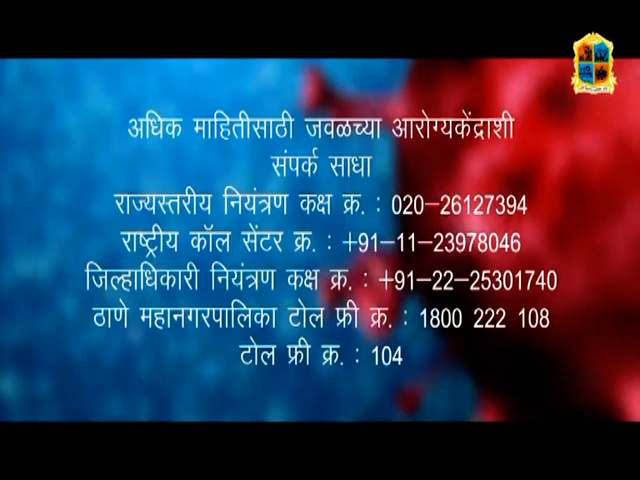 अधिक माहितीसाठी जवळच्या आरोग्यकेंद्राशी
संपर्क साधा
राज्यस्तरीय नियंत्रण कक्ष क्र. : 020-26127394
राष्ट्रीय कॉल सेंटर क्र. : +91-11-23978046
जिल्हाधिकारी नियंत्रण कक्ष क्र. : +91-22-25301740
ठाणे महानगरपालिका टोल फ्री क्र. : 1800 222 108
टोल फ्री क्र. : 104